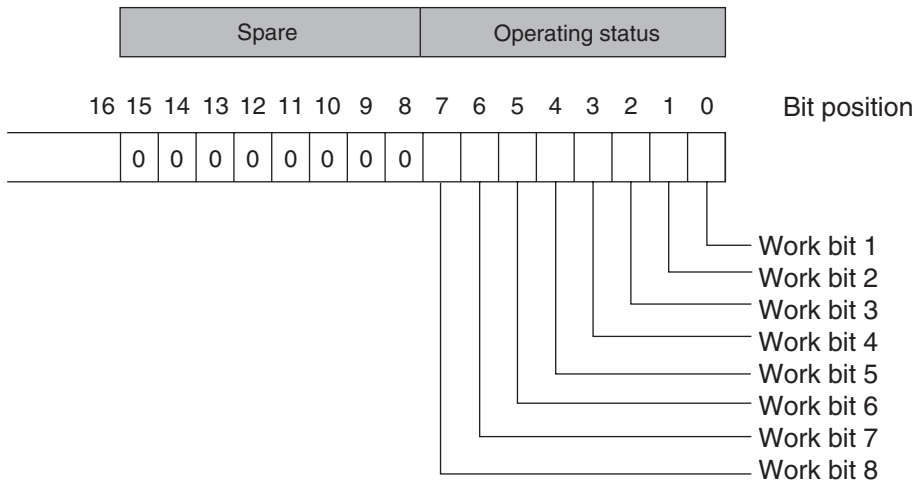 Spare Operating status
16 15 14 13 12 11 10 9 8 7 6 5 4 3 2 1 0 Bit position
0 0 0 0 0 0 0 0
Work bit 1
Work bit 2
Work bit 3
Work bit 4
Work bit 5
Work bit 6
Work bit 7
Work bit 8